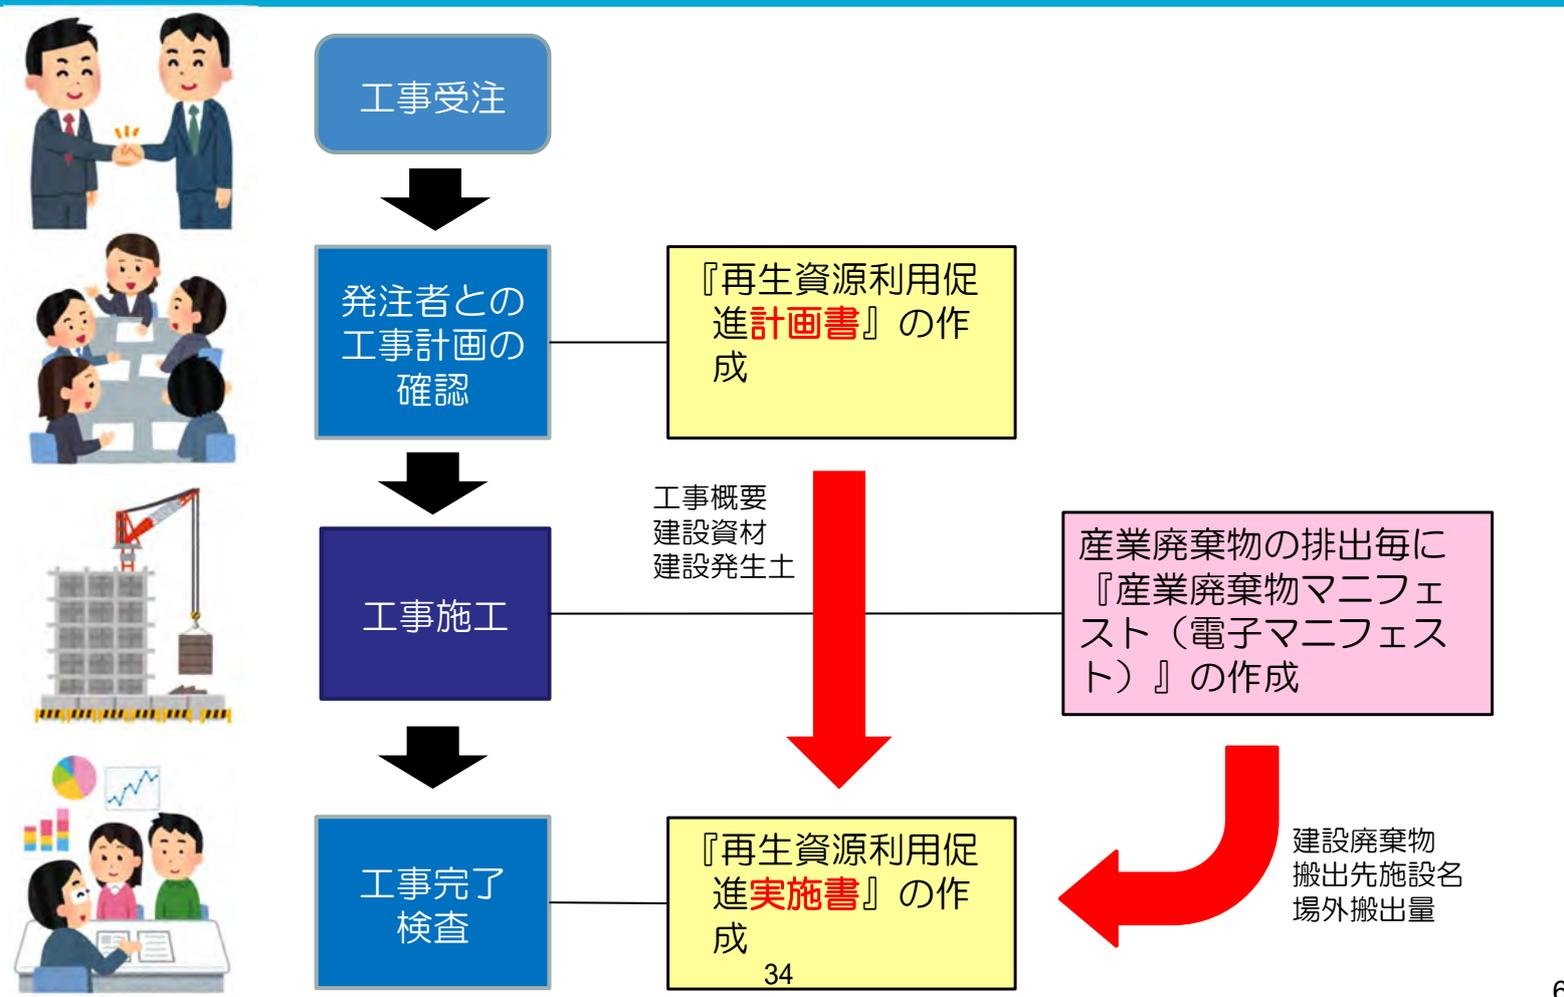 工事受注
発注者との
工事計画の
確認
『再生資源利用促
進計画書』の作
成
工事概要
建設資材
建設発生土
工事施工
産業廃棄物の排出毎に
『産業廃棄物マニフェ
スト（電子マニフェス
ト）』の作成
工事完了
検査
『再生資源利用促
進実施書』の作
成
建設廃棄物
搬出先施設名
場外搬出量
34
6